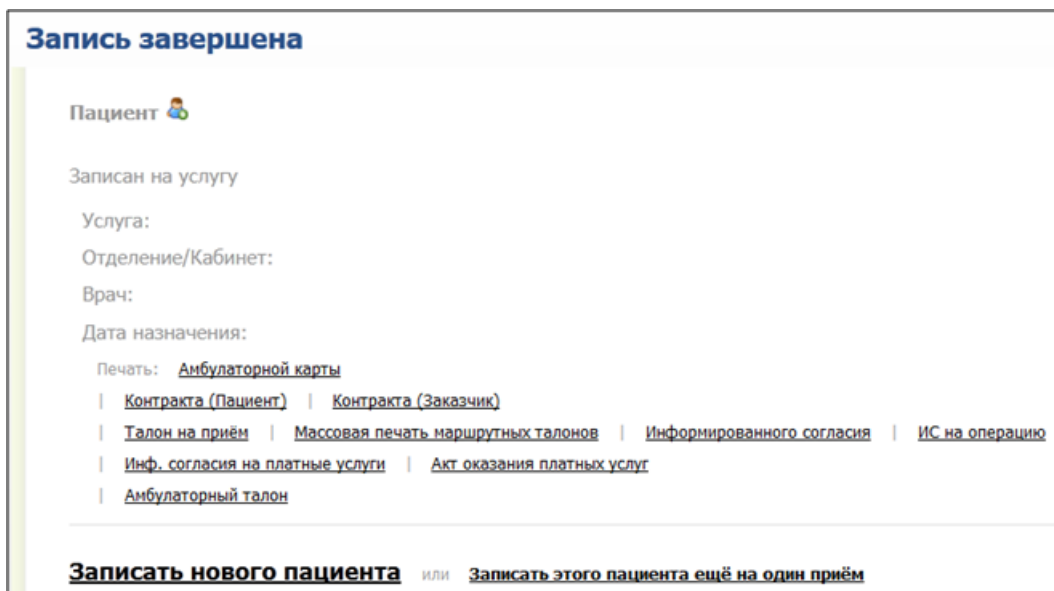 Запись завершена
Пациент
Записан на услугу
Услуга:
Отделение/Кабинет:
Врач:
Дата назначения:
Печать: Амбулаторной карты
| Контракта (Пациент) | Контракта (Заказчик)
| Талон на приём | Массовая печать маршрутных талонов | Информированного согласия | ИС на операцию
| Инф. согласия на платные услуги | Акт оказания платных услуг
| Амбулаторный талон
Записать нового пациента или Записать этого пациента ещё на один приём